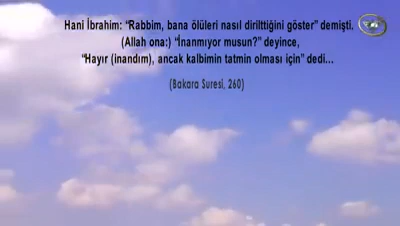 Hani İbrahim: “Rabbim, bana ölüleri nasıl dirilttiğini göster” demişti.
(Allah ona:) “İnanmıyor musun?” deyince,
“Hayır (inandım), ancak kalbimin tatmin olması için” dedi...
(Bakara Suresi, 260)